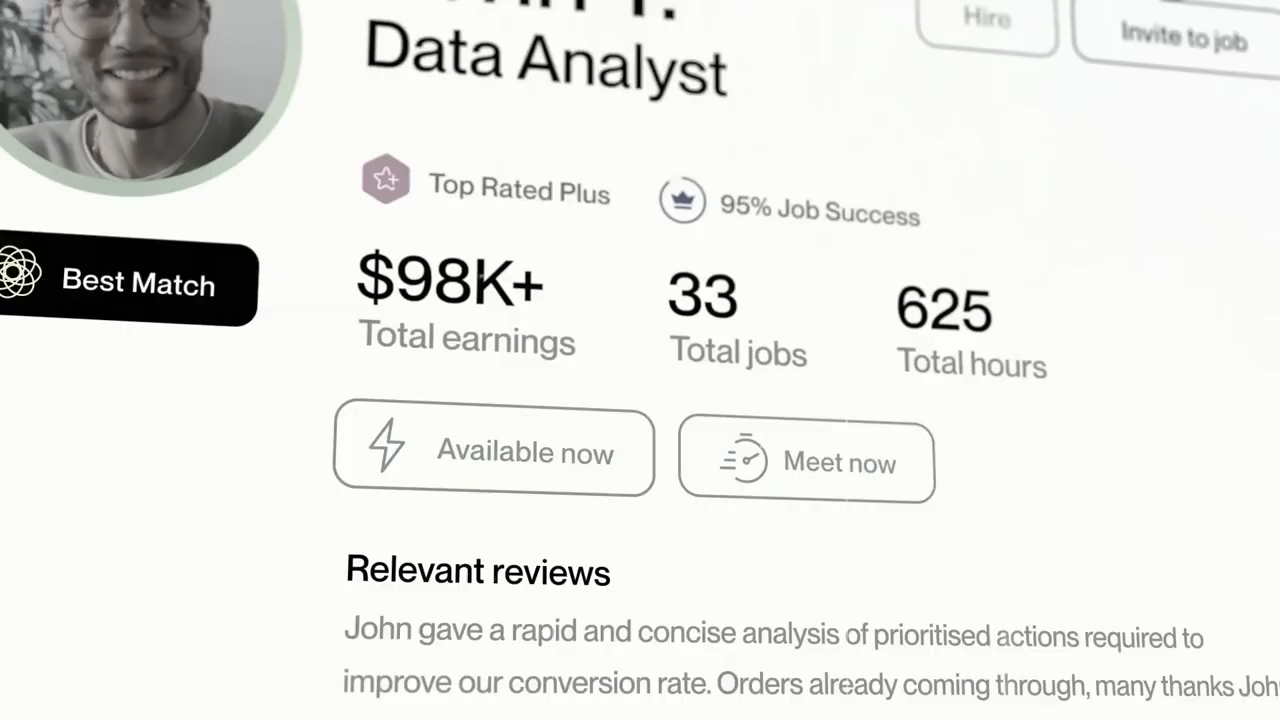 Hire
Invite to job
Data Analyst
Top Rated Plus
95% Job Success
Best Match
$98K+
33
625
Total earnings
Total jobs
Total hours
Available now
Meet now
Relevant reviews
John gave a rapid and concise analysis of prioritised actions required to
improve our conversion rate. Orders already coming through, many thanks